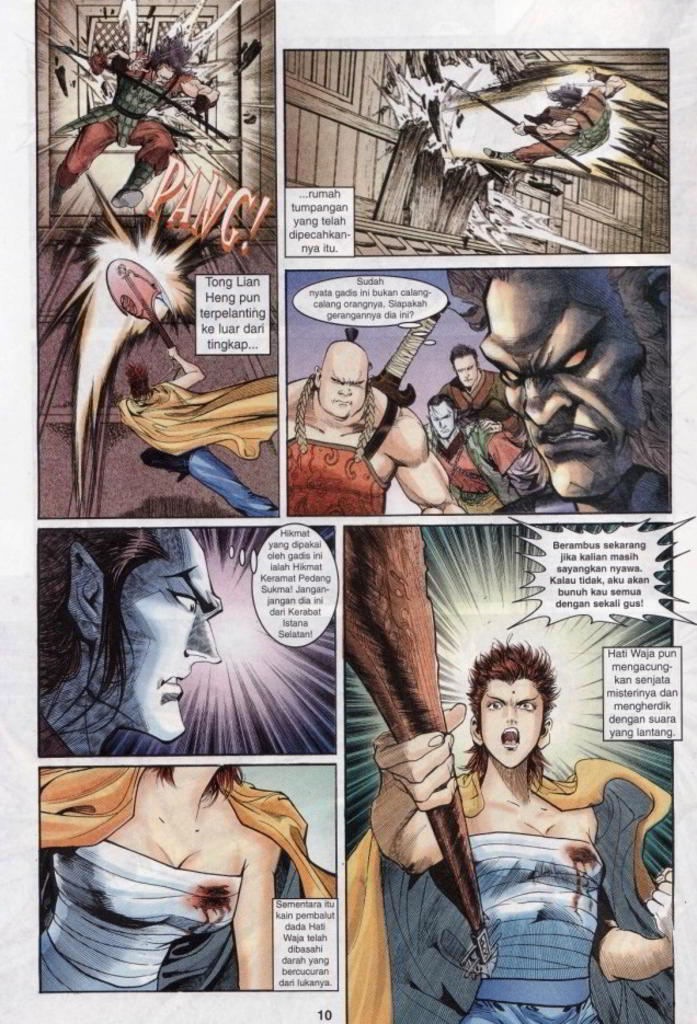 PANG!
Tong Lian
Heng pun
terpelanting
ke luar dari
tingkap...
...rumah
tumpangan
yang telah
dipecahkan-
nya itu.
Sudah
nyata gadis ini bukan calang-
calang orangnya, Siapakah
gerangannya dia ini?
Hikmat
yang dipakai
oleh gadis ini
ialah Hikmat
Keramat Pedang
Sukma! Jangan-
jangan dia ini
dari Kerabat
Istana
Selatan!
Berambus sekarang
jika kalian masih
sayangkan nyawa.
Kalau tidak, aku akan
bunuh kau semua
dengan sekali gus!
Hati Waja pun
mengacung-
kan senjata
misterinya dan
mengherdik
dengan suara
yang lantang.
Sementara itu
kain pembalut
dada Hati
Waja telah
dibasahi
darah yang
bercucuran
dari lukanya.
10